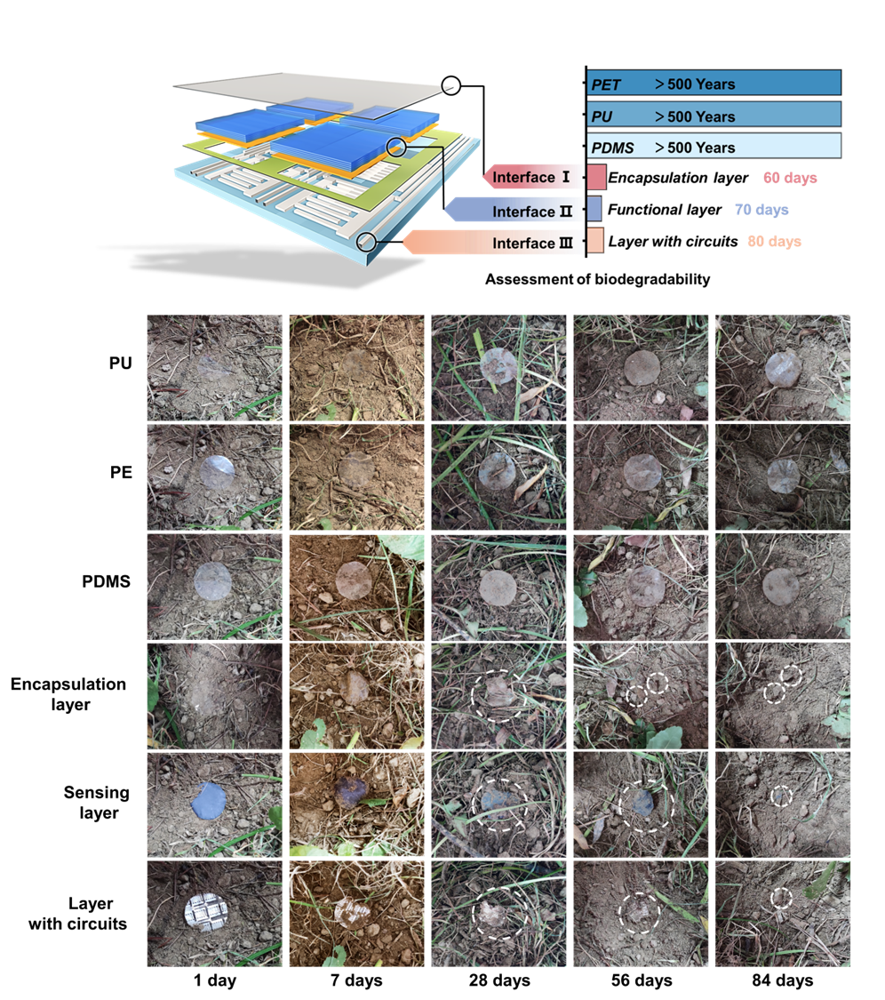 PET >500 Years
PU >500 Years
PDMS >500 Years
Interface Ⅰ Encapsulation layer 60 days
Interface Ⅱ Functional layer 70 days
Interface Ⅲ Layer with circuits 80 days
Assessment of biodegradability
PU
PE
PDMS
Encapsulation
layer
Sensing
layer
Layer
with circuits
1 day 7 days 28 days 56 days 84 days